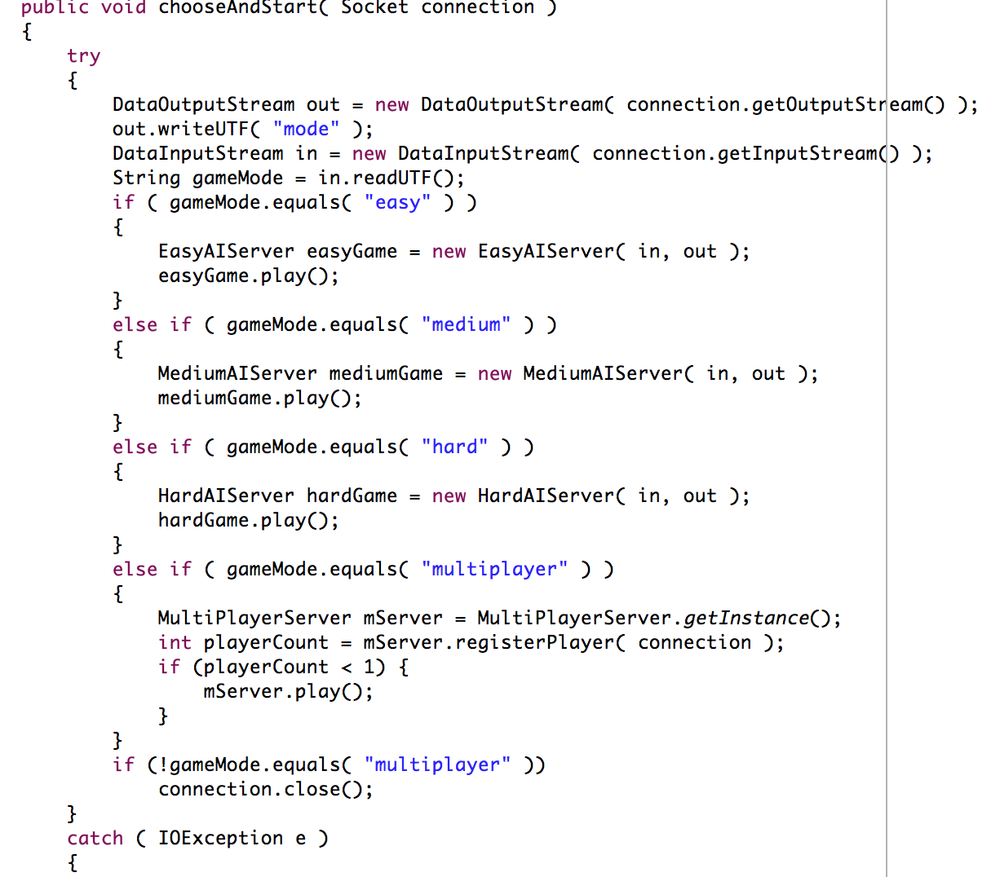 public void chooseAndStart( Socket connection )
{
    try
    {
        DataOutputStream out = new DataOutputStream( connection.getOutputStream() );
        out.writeUTF( "mode" );
        DataInputStream in = new DataInputStream( connection.getInputStream() );
        String gameMode = in.readUTF();
        if ( gameMode.equals( "easy" ) )
        {
            EasyAIServer easyGame = new EasyAIServer( in, out );
            easyGame.play();
        }
        else if ( gameMode.equals( "medium" ) )
        {
            MediumAIServer mediumGame = new MediumAIServer( in, out );
            mediumGame.play();
        }
        else if ( gameMode.equals( "hard" ) )
        {
            HardAIServer hardGame = new HardAIServer( in, out );
            hardGame.play();
        }
        else if ( gameMode.equals( "multiplayer" ) )
        {
            MultiPlayerServer mServer = MultiPlayerServer.getInstance();
            int playerCount = mServer.registerPlayer( connection );
            if (playerCount < 1) {
                mServer.play();
            }
        }
        if (!gameMode.equals( "multiplayer" ))
            connection.close();
    }
    catch ( IOException e )
    {